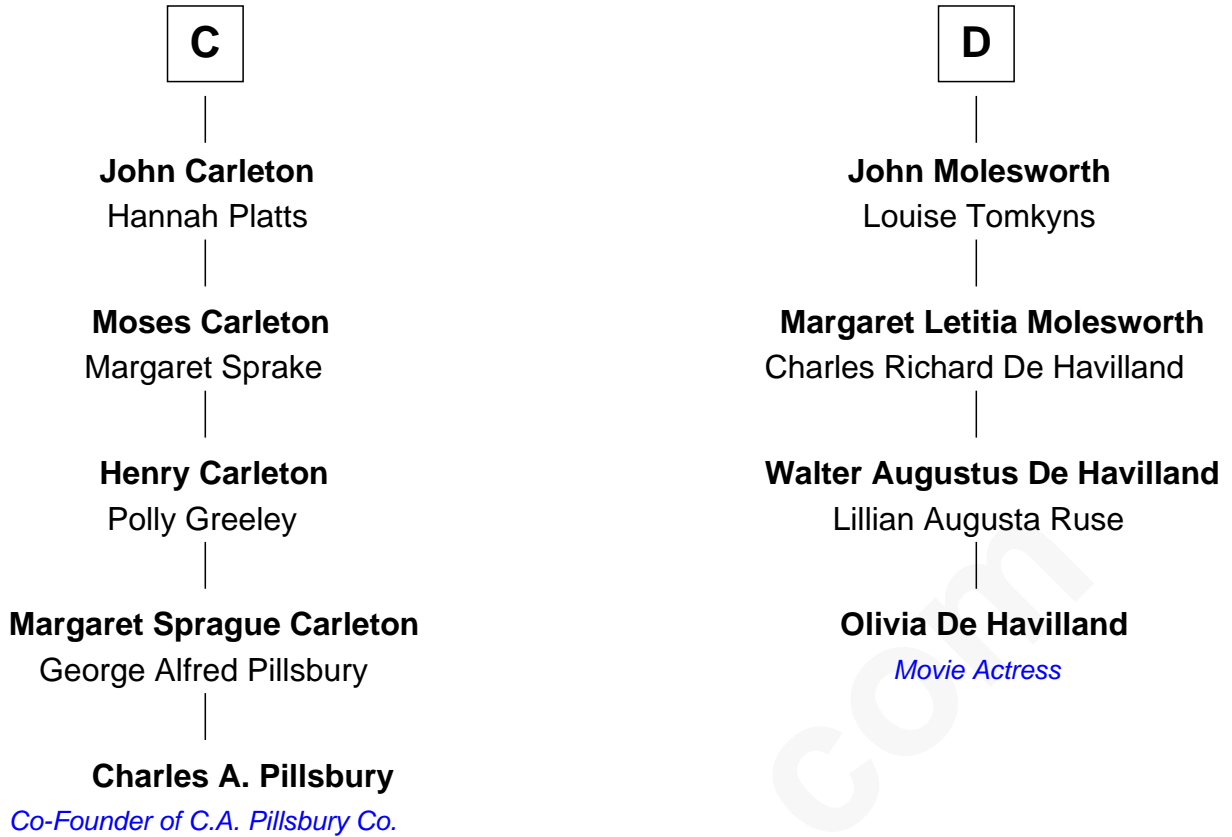 C
John Carleton
Hannah Platts
Moses Carleton
Margaret Sprake
Henry Carleton
Polly Greeley
Margaret Sprague Carleton
George Alfred Pillsbury
Charles A. Pillsbury
Co-Founder of C.A. Pillsbury Co.
D
John Molesworth
Louise Tomkyns
Margaret Letitia Molesworth
Charles Richard De Havilland
Walter Augustus De Havilland
Lillian Augusta Ruse
Olivia De Havilland
Movie Actress
com